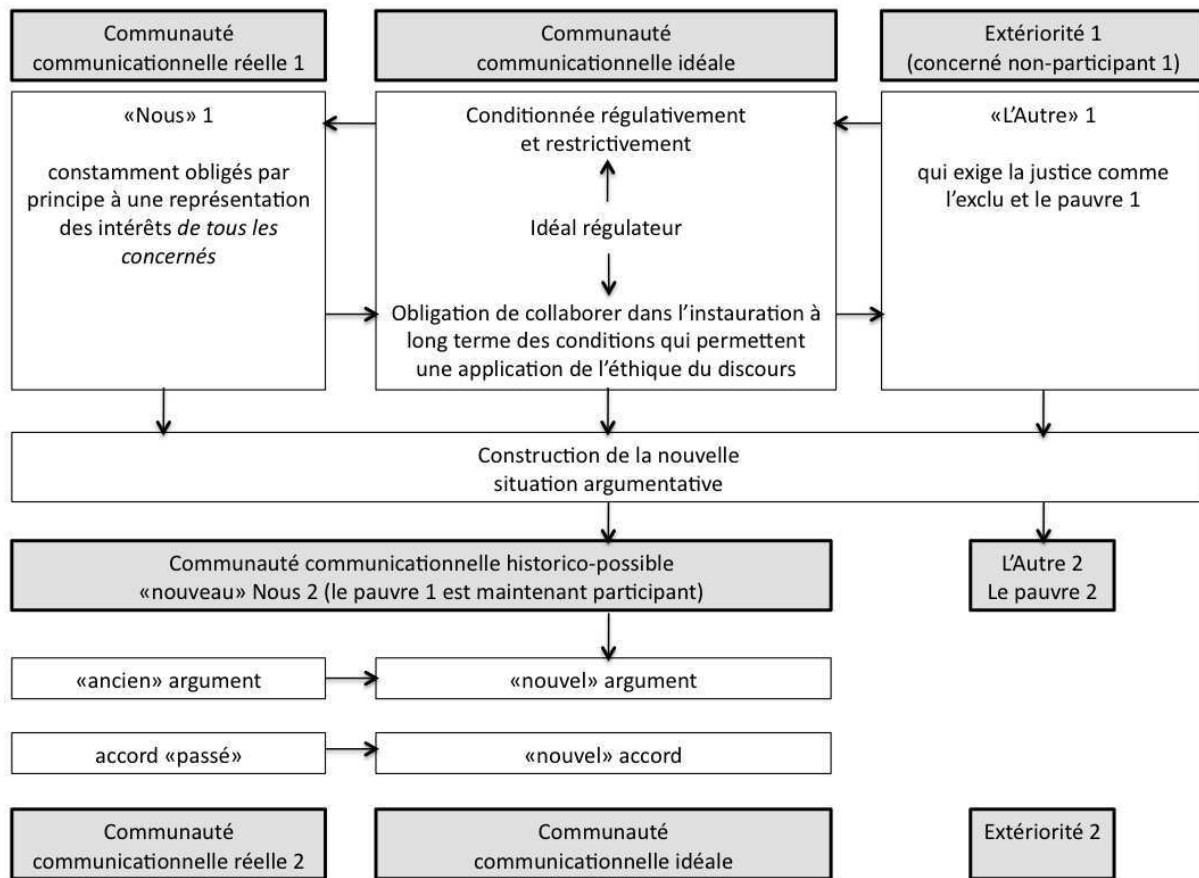 Communauté
communicationnelle réelle 1
Communauté
communicationnelle idéale
Extériorité 1
(concerné non-participant 1)
«Nous» 1
constamment obligés par
principe à une représentation
des intérêts de tous les
concernés
Conditionnée régulativement
et restrictivement
Idéal régulateur
Obligation de collaborer dans l’instauration à
long terme des conditions qui permettent
une application de l’éthique du discours
«L’Autre» 1
qui exige la justice comme
l’exclu et le pauvre 1
Construction de la nouvelle
situation argumentative
Communauté communicationnelle historico-possible
«nouveau» Nous 2 (le pauvre 1 est maintenant participant)
L’Autre 2
Le pauvre 2
«ancien» argument
«nouvel» argument
accord «passé»
«nouvel» accord
Communauté
communicationnelle réelle 2
Communauté
communicationnelle idéale
Extériorité 2